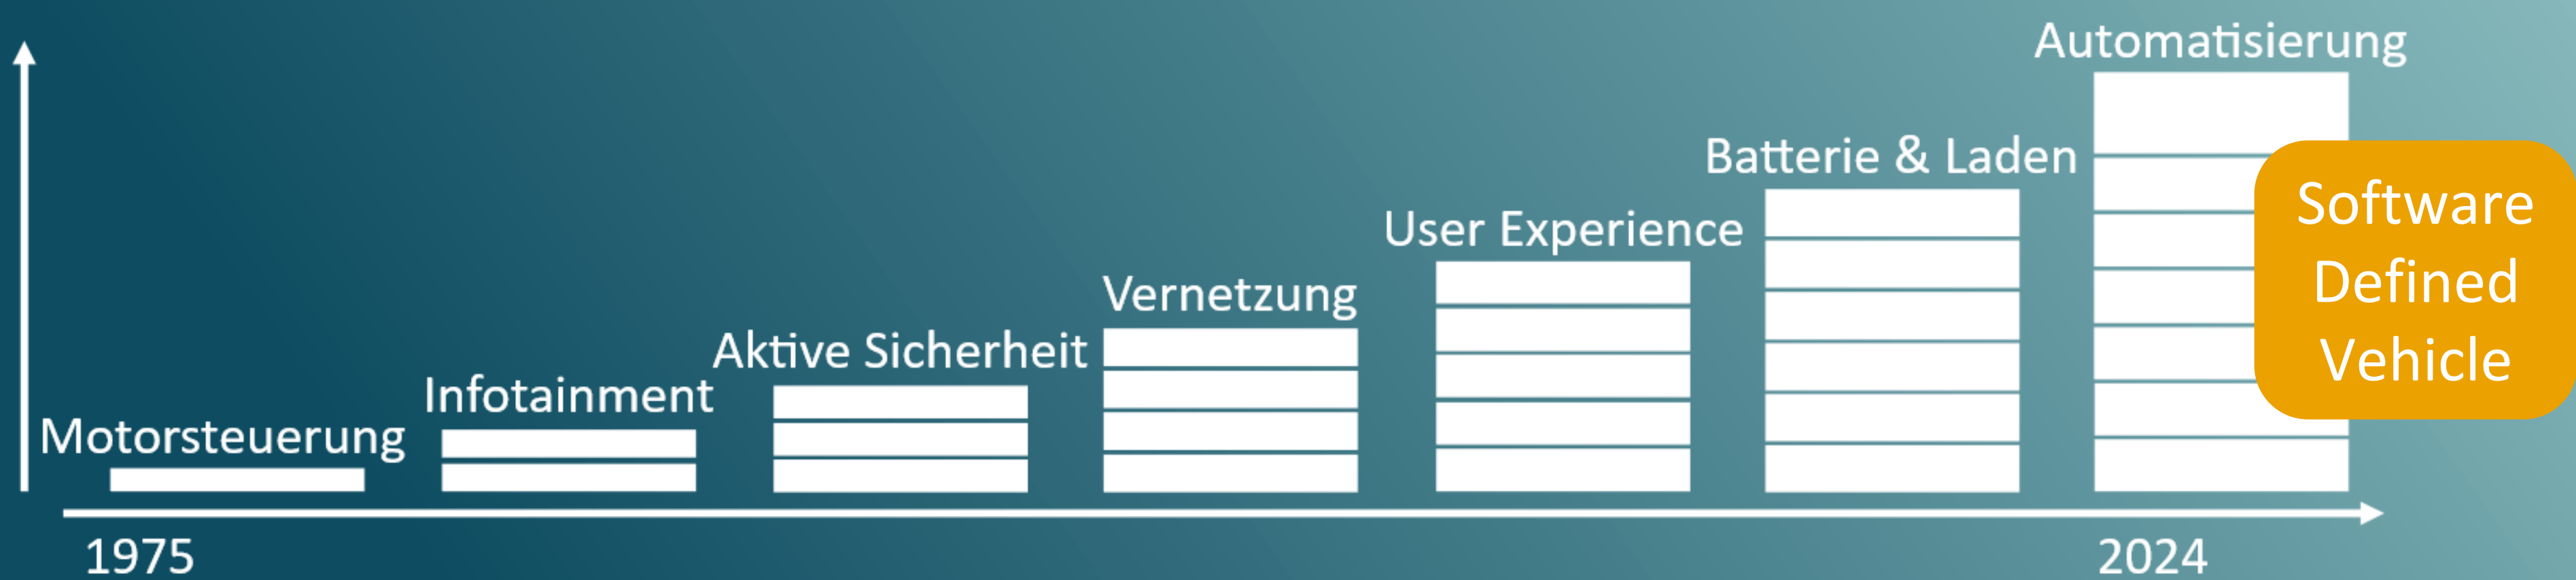 Motorsteuerung
Infotainment
Aktive Sicherheit
Vernetzung
User Experience
Batterie & Laden
Automatisierung
Software
Defined
Vehicle
1975
2024